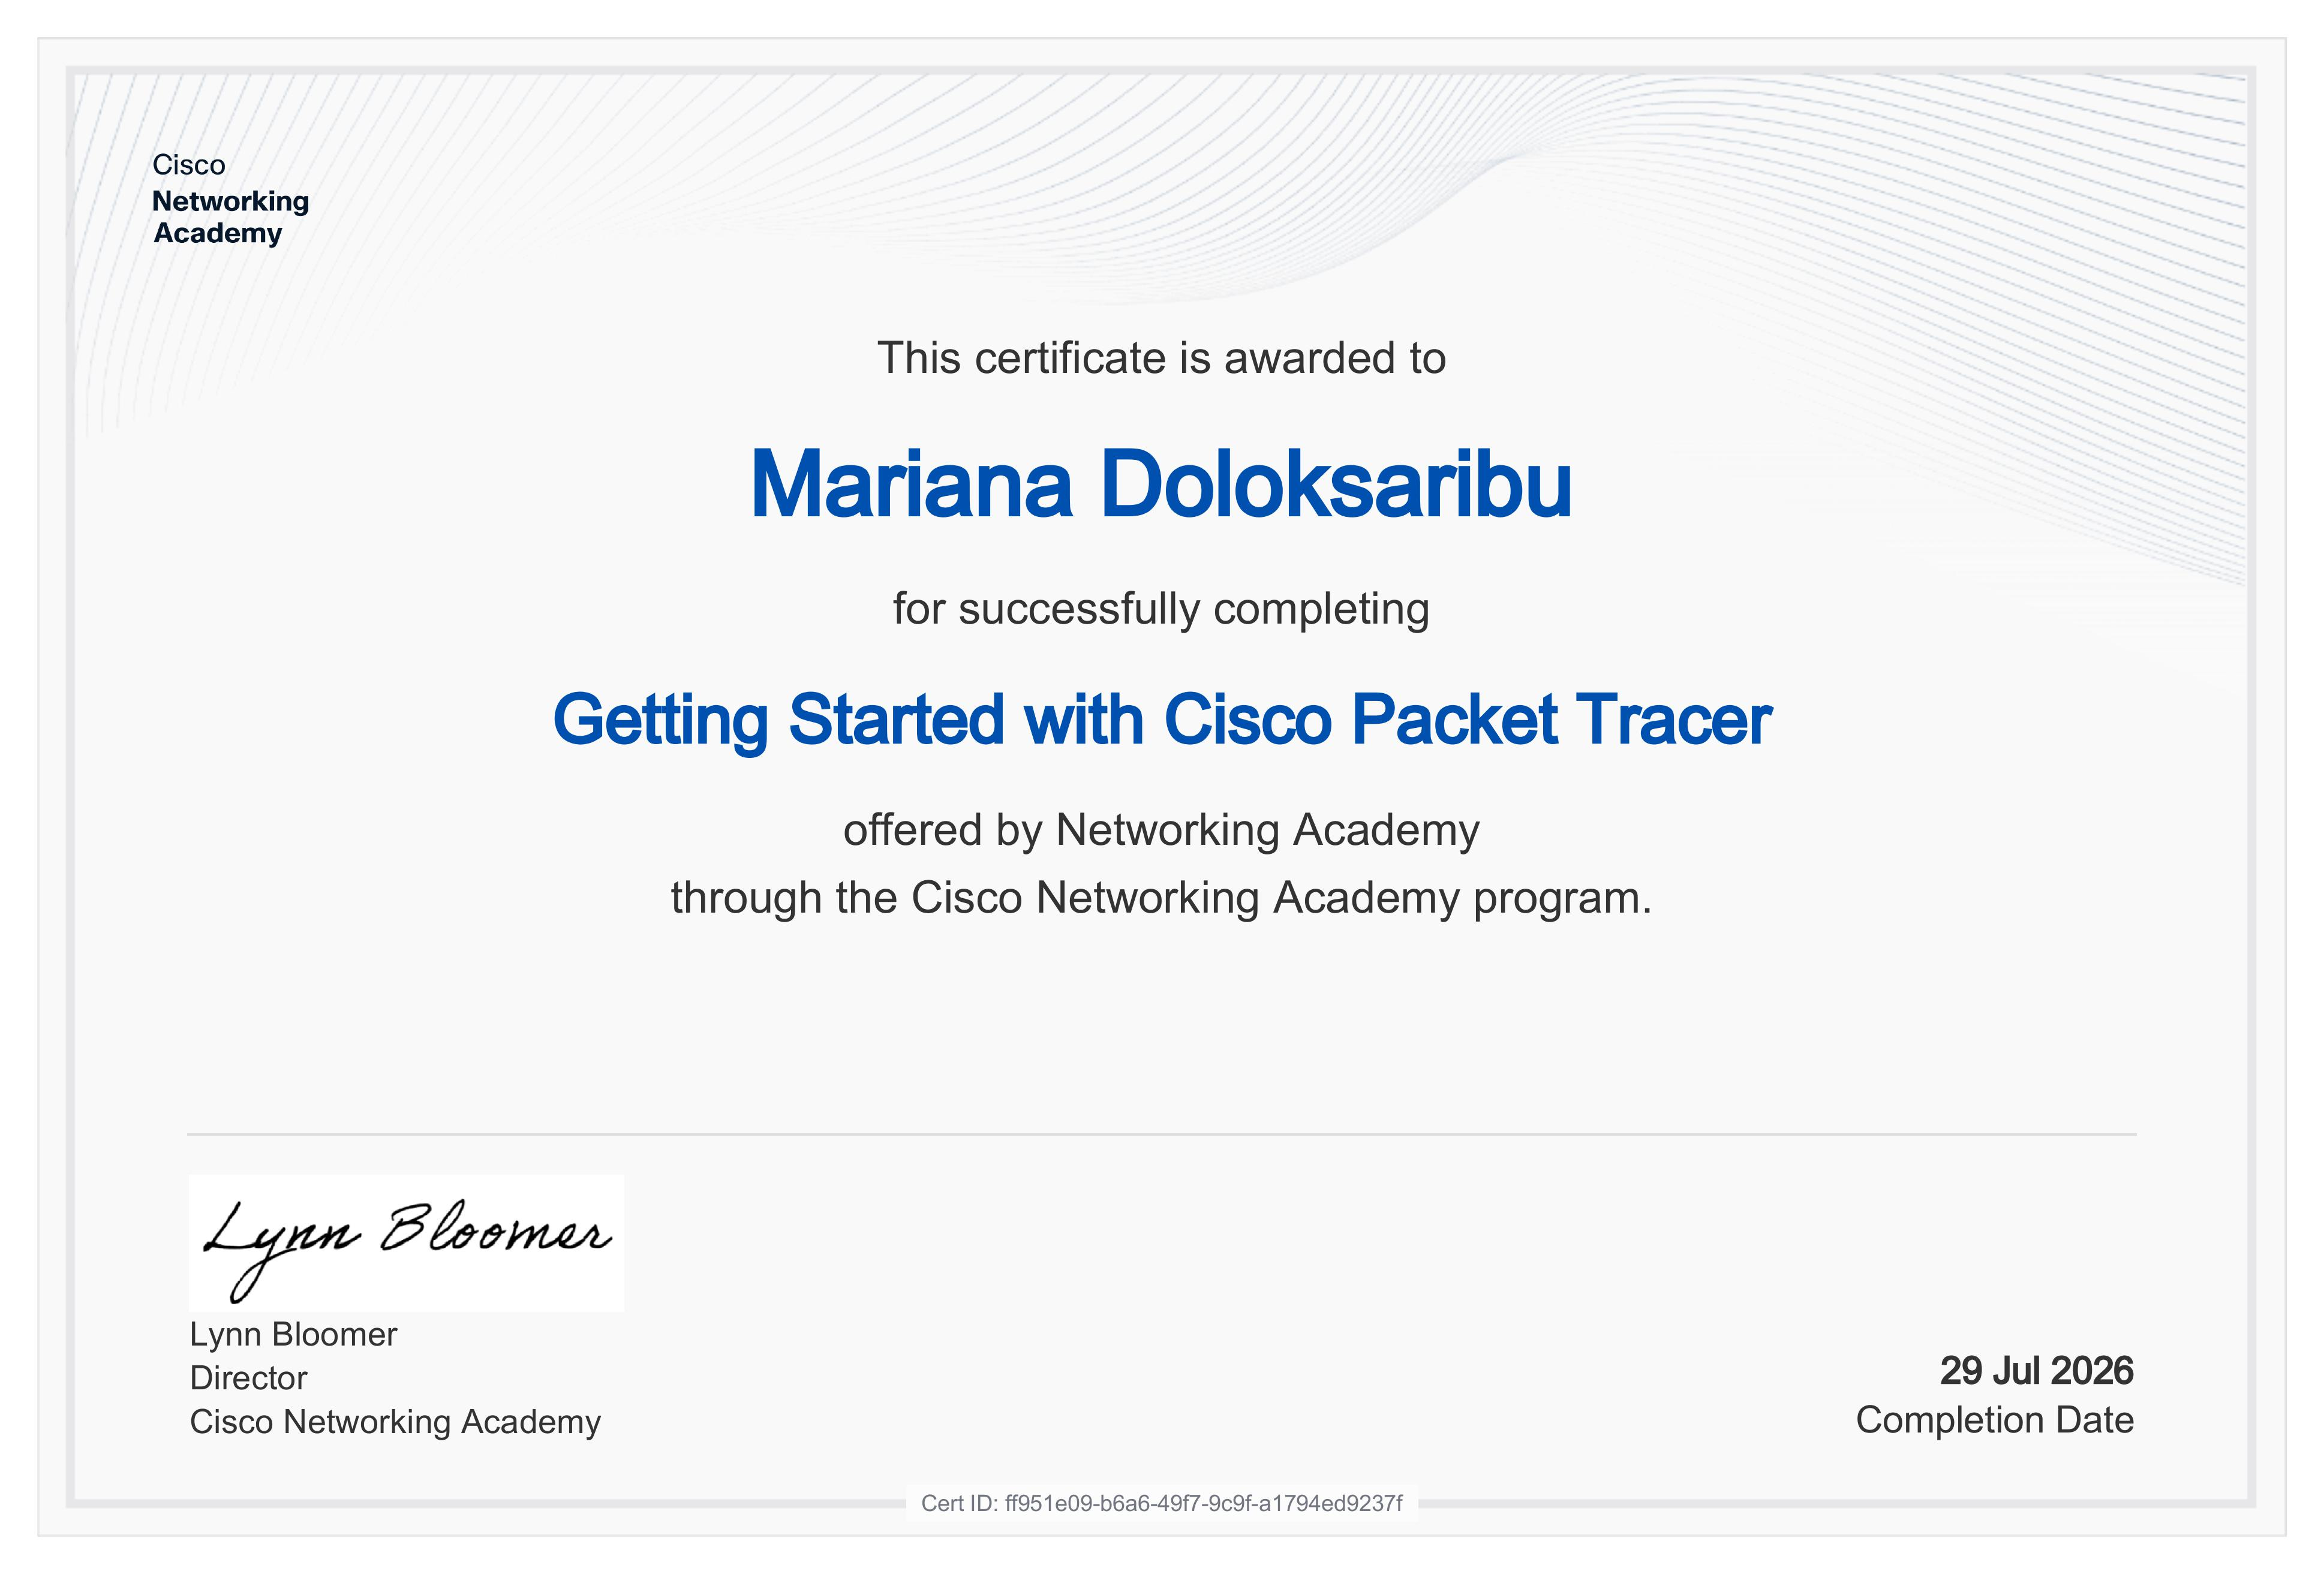 Cisco
Networking
Academy
This certificate is awarded to
Mariana Doloksaribu
for successfully completing
Getting Started with Cisco Packet Tracer
offered by Networking Academy
through the Cisco Networking Academy program.
Lynn Bloomer
Lynn Bloomer
Director
Cisco Networking Academy
29 Jul 2026
Completion Date
Cert ID: ff951e09-b6a6-49f7-9c9f-a1794ed9237f